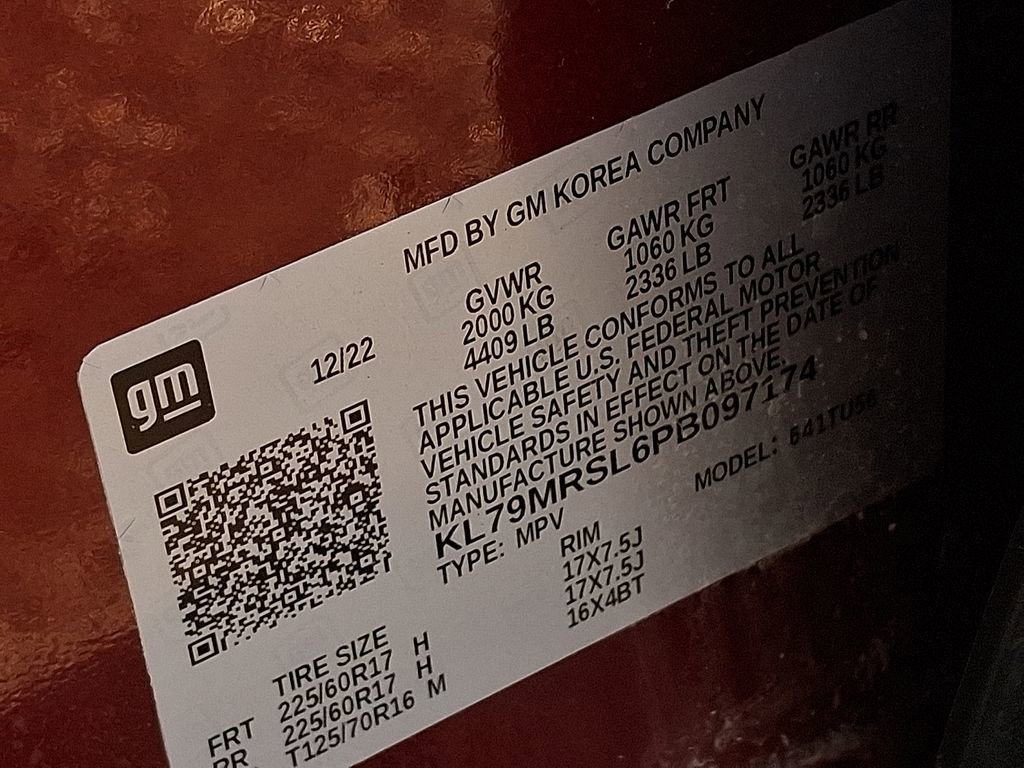 MFD BY GM KOREA COMPANY
gm
12/22
GVWR GAWR FRT GAWR RR
2000 KG 1060 KG 1060 KG
4409 LB 2336 LB 2336 LB
THIS VEHICLE CONFORMS TO ALL
APPLICABLE U.S. FEDERAL MOTOR
VEHICLE SAFETY AND THEFT PREVENTION
STANDARDS IN EFFECT ON THE DATE OF
MANUFACTURE SHOWN ABOVE.
KL79MRSL6PB097174
TYPE: MPV MODEL:
TIRE SIZE RIM
FRT 225/60R17 H 17X7.5J
RR 225/60R17 H 17X7.5J
T125/70R16 M 16X4BT